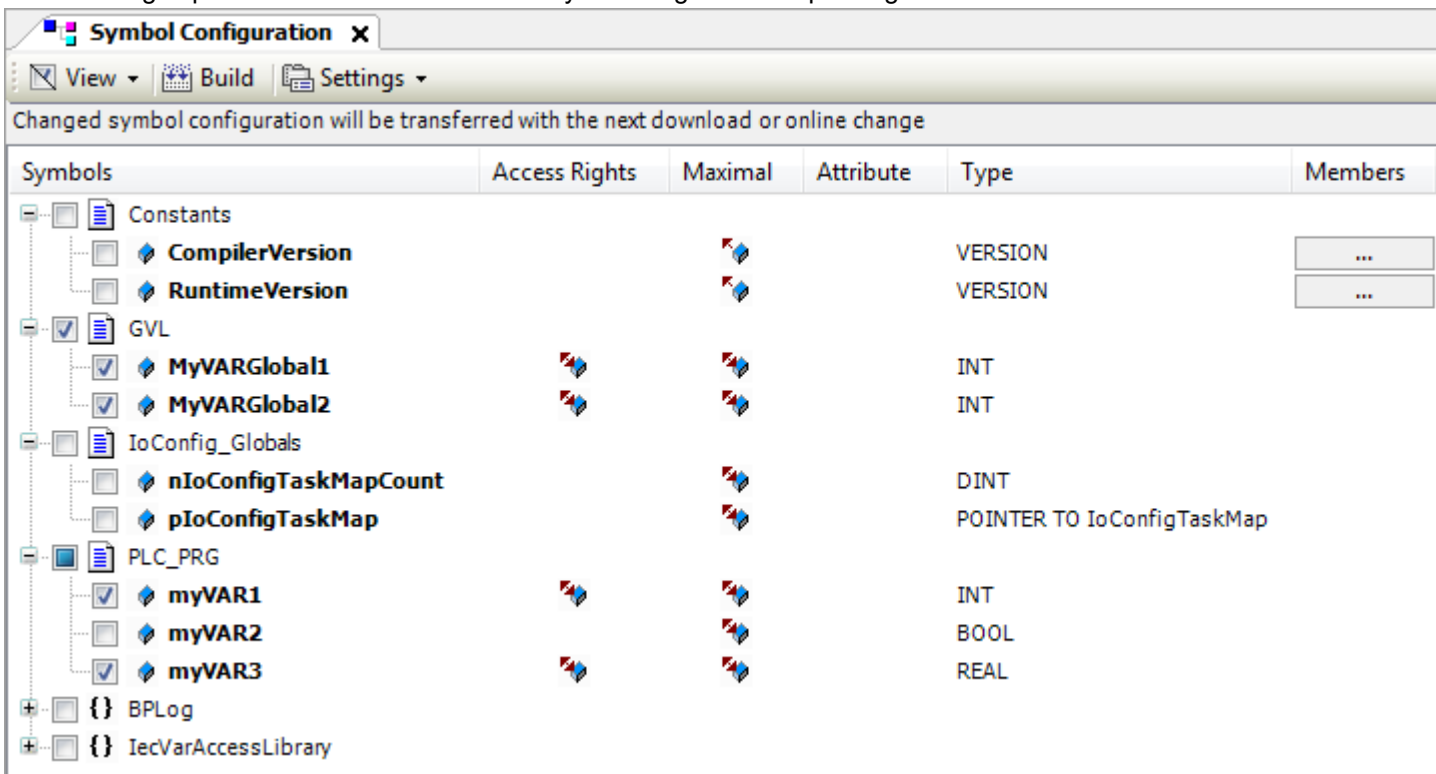 Symbol Configuration x
View Build Settings
Changed symbol configuration will be transferred with the next download or online change
Symbols Access Rights Maximal Attribute Type Members
Constants
CompilerVersion VERSION ...
RuntimeVersion VERSION ...
GVL
MyVARGlobal1 INT
MyVARGlobal2 INT
IoConfig_Globals
nIoConfigTaskMapCount DINT
pIoConfigTaskMap POINTER TO IoConfigTaskMap
PLC_PRG
myVAR1 INT
myVAR2 BOOL
myVAR3 REAL
{} BPLog
{} IecVarAccessLibrary